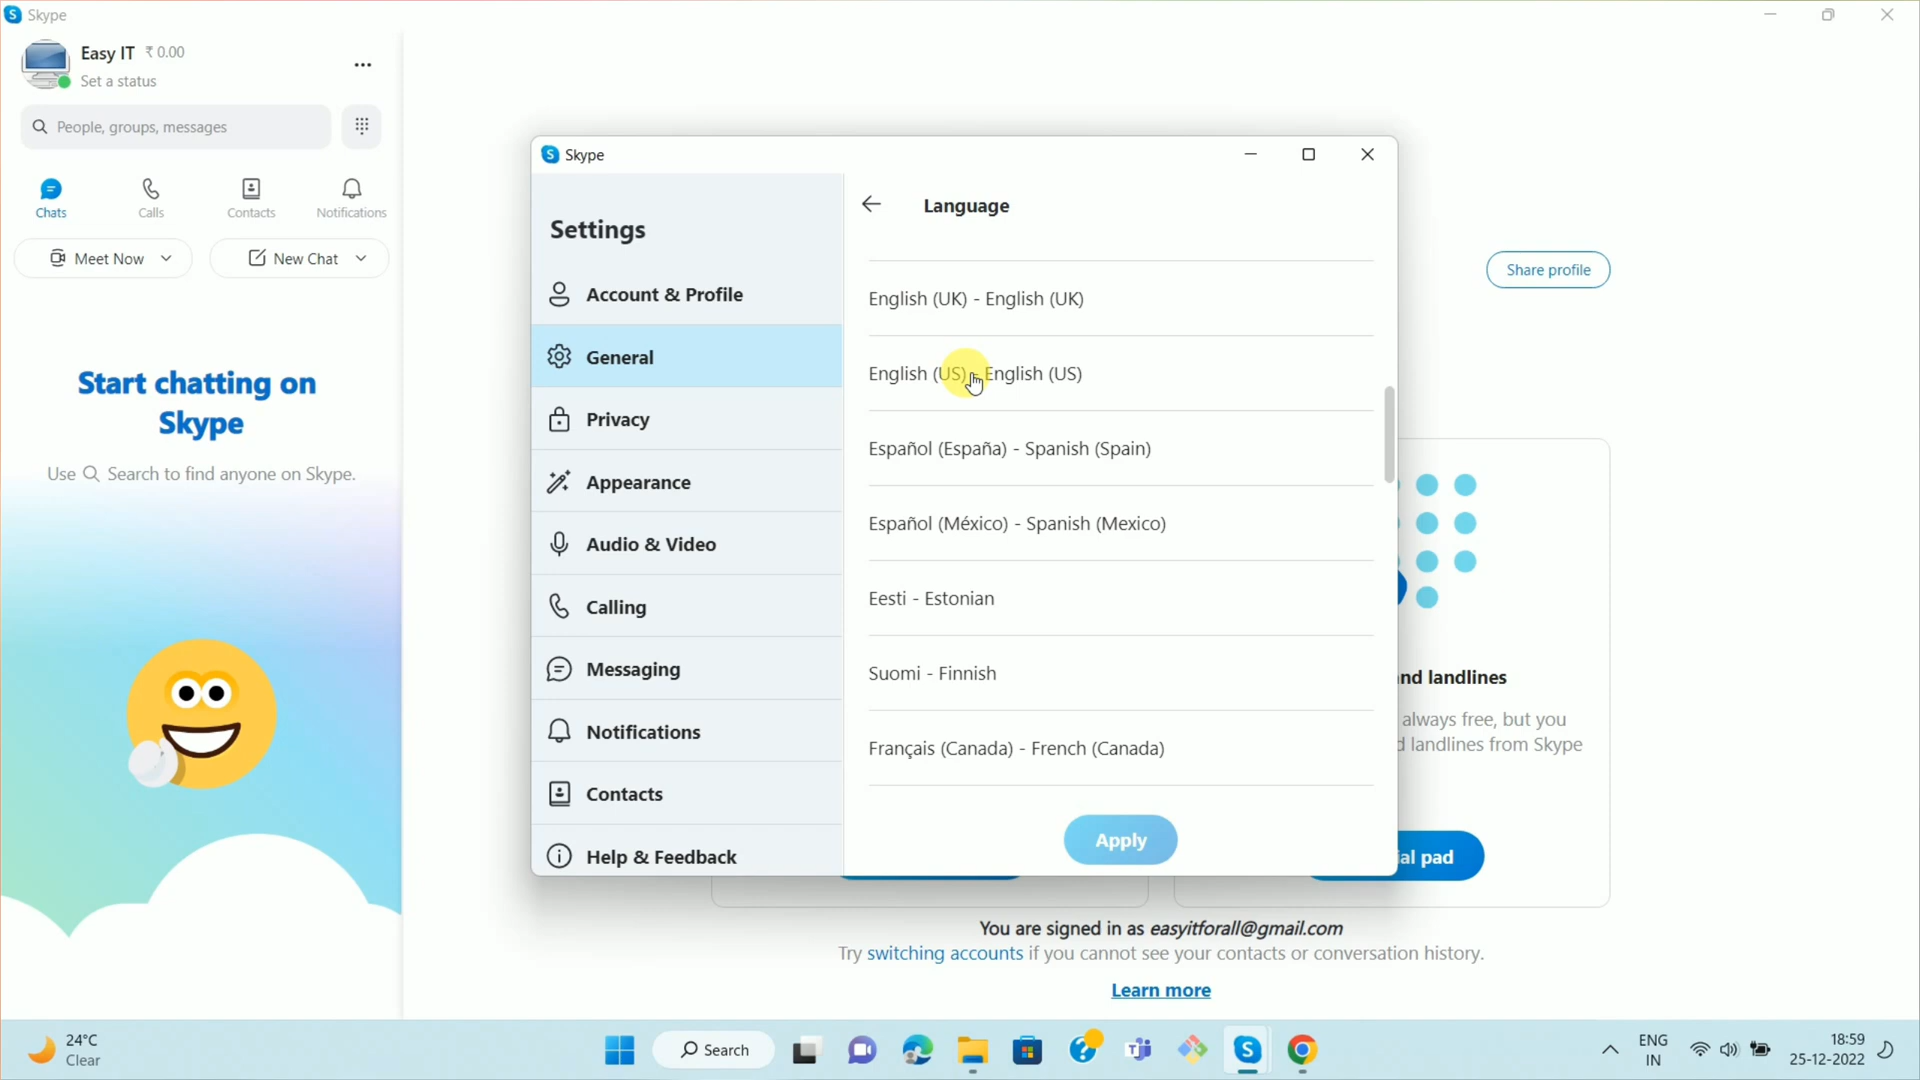 Skype
Easy IT ₹ 0.00
Set a status
People, groups, messages
Chats
Calls
Contacts
Notifications
Meet Now
New Chat
Start chatting on
Skype
Use Search to find anyone on Skype.
Skype
Settings
Account & Profile
General
Privacy
Appearance
Audio & Video
Calling
Messaging
Notifications
Contacts
Help & Feedback
Language
English (UK) - English (UK)
English (US) - English (US)
Español (España) - Spanish (Spain)
Español (México) - Spanish (Mexico)
Eesti - Estonian
Suomi - Finnish
Français (Canada) - French (Canada)
Apply
Share profile
nd landlines
always free, but you
landlines from Skype
pad
You are signed in as easyitforall@gmail.com
Try switching accounts if you cannot see your contacts or conversation history.
Learn more
24°C
Clear
Search
ENG
IN
18:59
25-12-2022